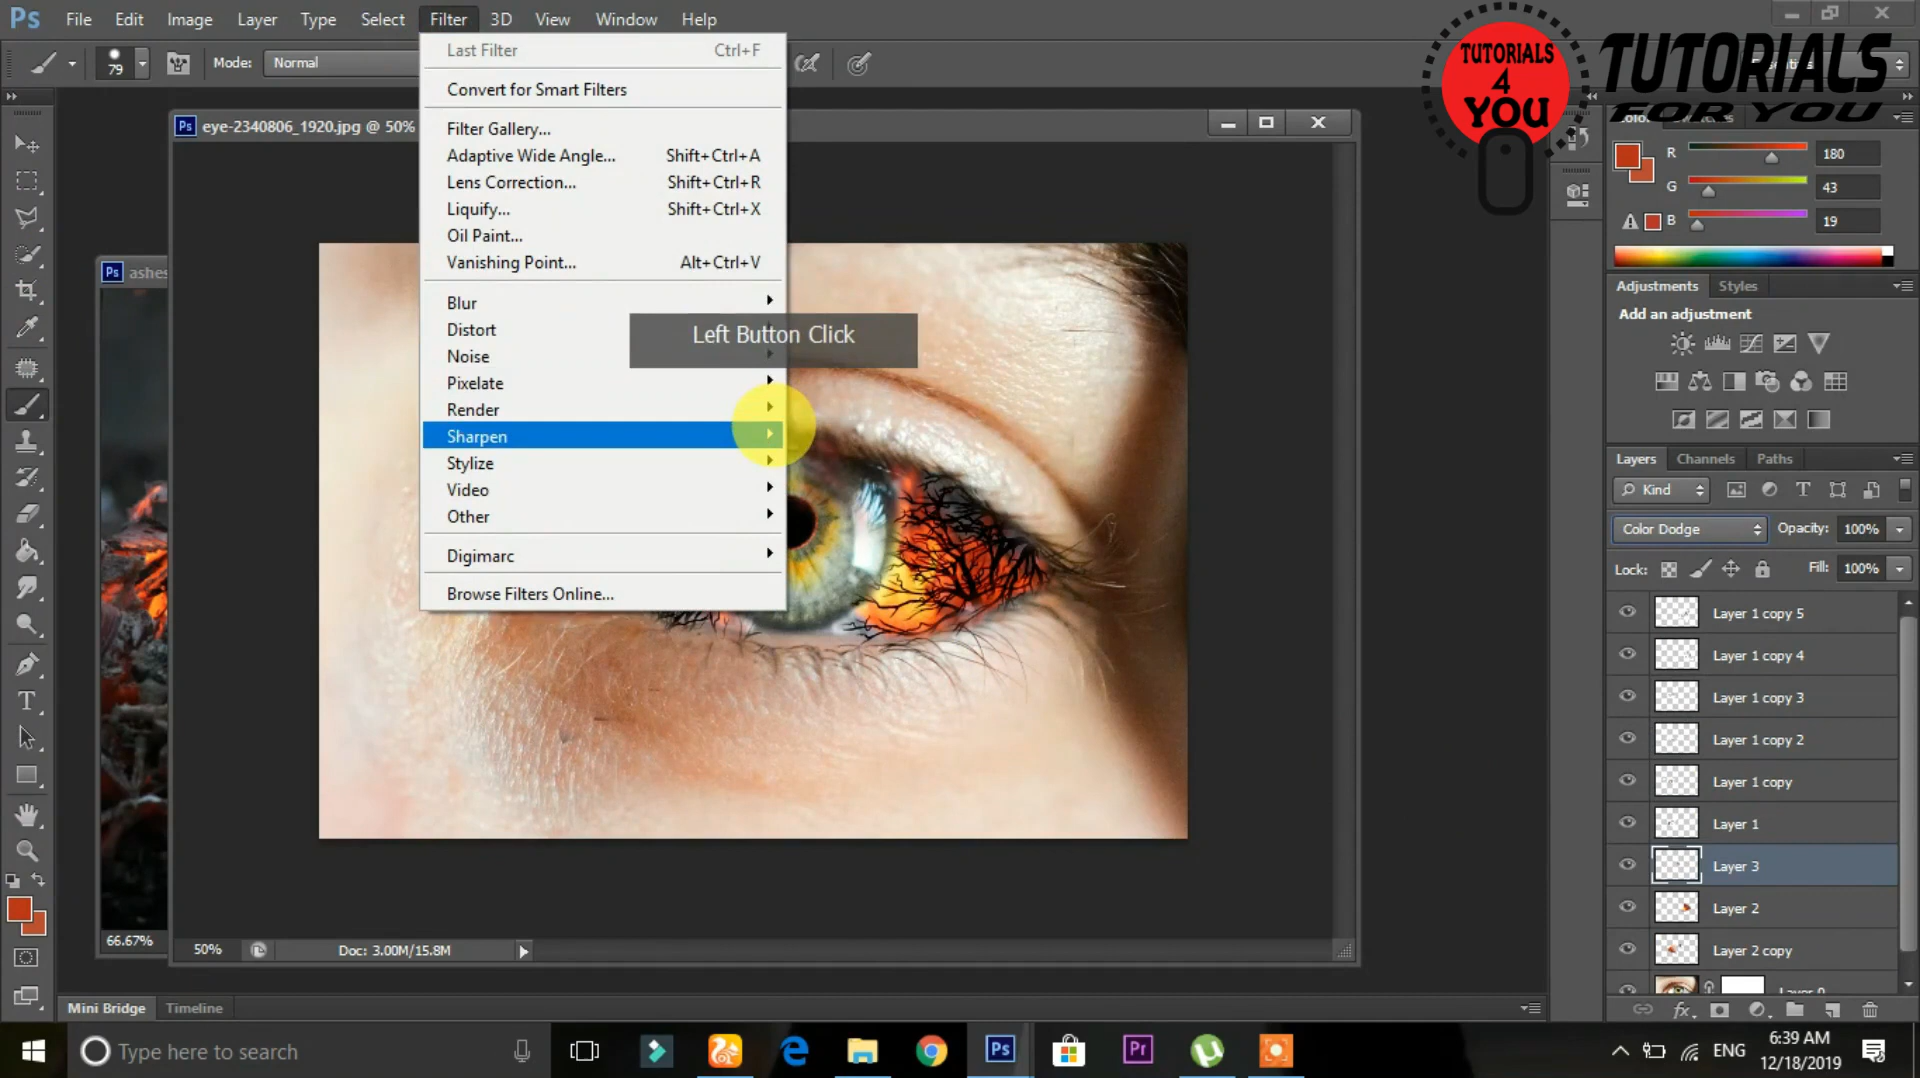 Ps File Edit Image Layer Type Select Filter 3D View Window Help
79 Mode: Normal
Last Filter Ctrl+F
Convert for Smart Filters
Filter Gallery...
Adaptive Wide Angle... Shift+Ctrl+A
Lens Correction... Shift+Ctrl+R
Liquify... Shift+Ctrl+X
Oil Paint...
Vanishing Point... Alt+Ctrl+V
Blur
Distort
Noise
Pixelate
Render
Sharpen
Stylize
Video
Other
Digimarc
Browse Filters Online...
Left Button Click
Ps eye-2340806_1920.jpg @ 50%
Ps ashes
66.67%
50% Doc: 3.00M/15.8M
Mini Bridge Timeline
TUTORIALS
4
YOU
TUTORIALS
FOR YOU
R 180
G 43
B 19
Adjustments Styles
Add an adjustment
Layers Channels Paths
Kind
Color Dodge Opacity: 100%
Lock: Fill: 100%
Layer 1 copy 5
Layer 1 copy 4
Layer 1 copy 3
Layer 1 copy 2
Layer 1 copy
Layer 1
Layer 3
Layer 2
Layer 2 copy
Type here to search
Ps
Pr
ENG
6:39 AM
12/18/2019